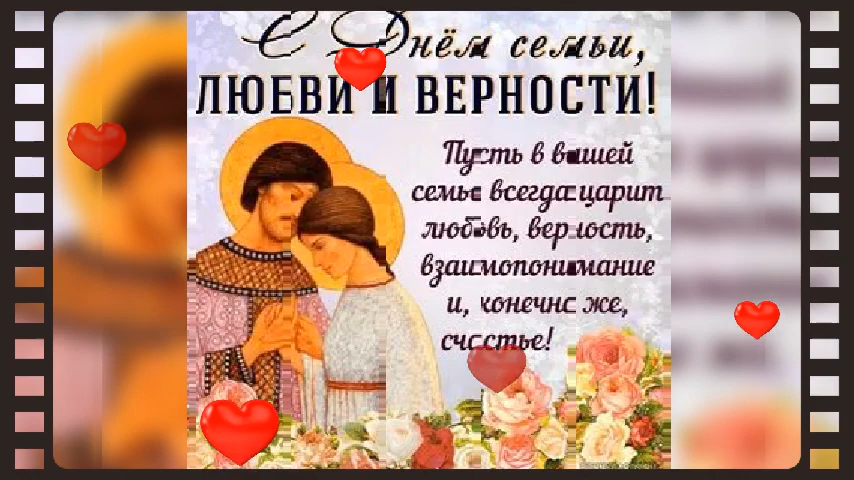 С Днём семьи,
ЛЮБВИ И ВЕРНОСТИ!
Пусть в вашей
семье всегда царит
любовь, верность,
взаимопонимание
и, конечно же,
счастье!